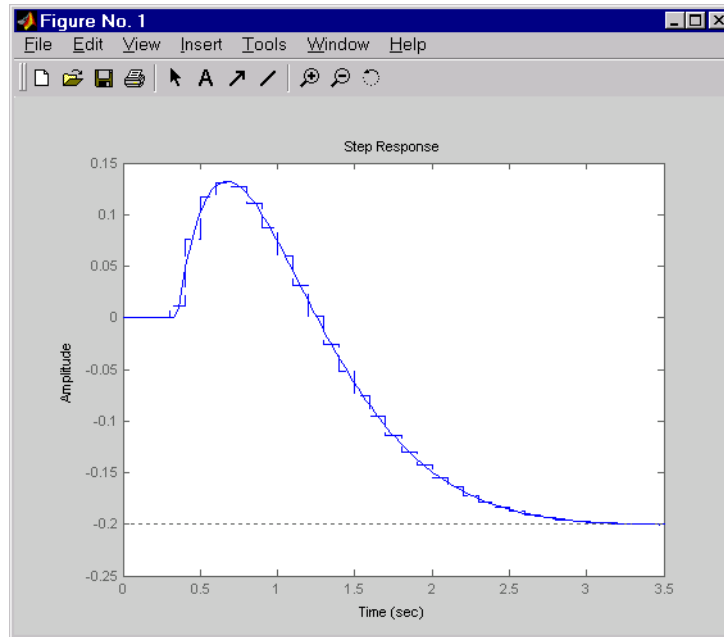 Figure No. 1
File Edit View Insert Tools Window Help
A
Step Response
0.15
0.1
0.05
0
-0.05
-0.1
-0.15
-0.2
-0.25
Amplitude
0 0.5 1 1.5 2 2.5 3 3.5
Time (sec)